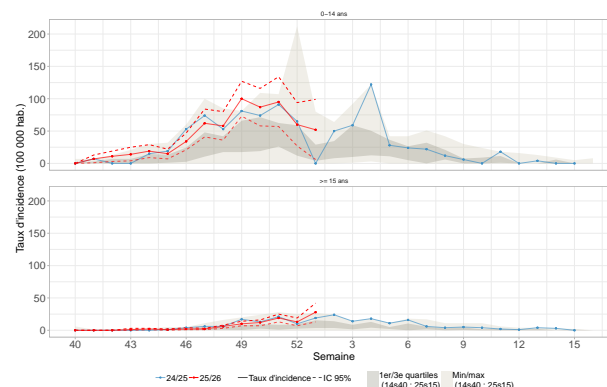 0–14 ans
200
150
100
50
0
>= 15 ans
200
150
100
50
0
Taux d'incidence (100 000 hab.)
40 43 46 49 52 3 6 9 12 15
Semaine
24/25 25/26 Taux d'incidence IC 95% 1er/3e quartiles Min/max
(14s40 : 25s15) (14s40 : 25s15)